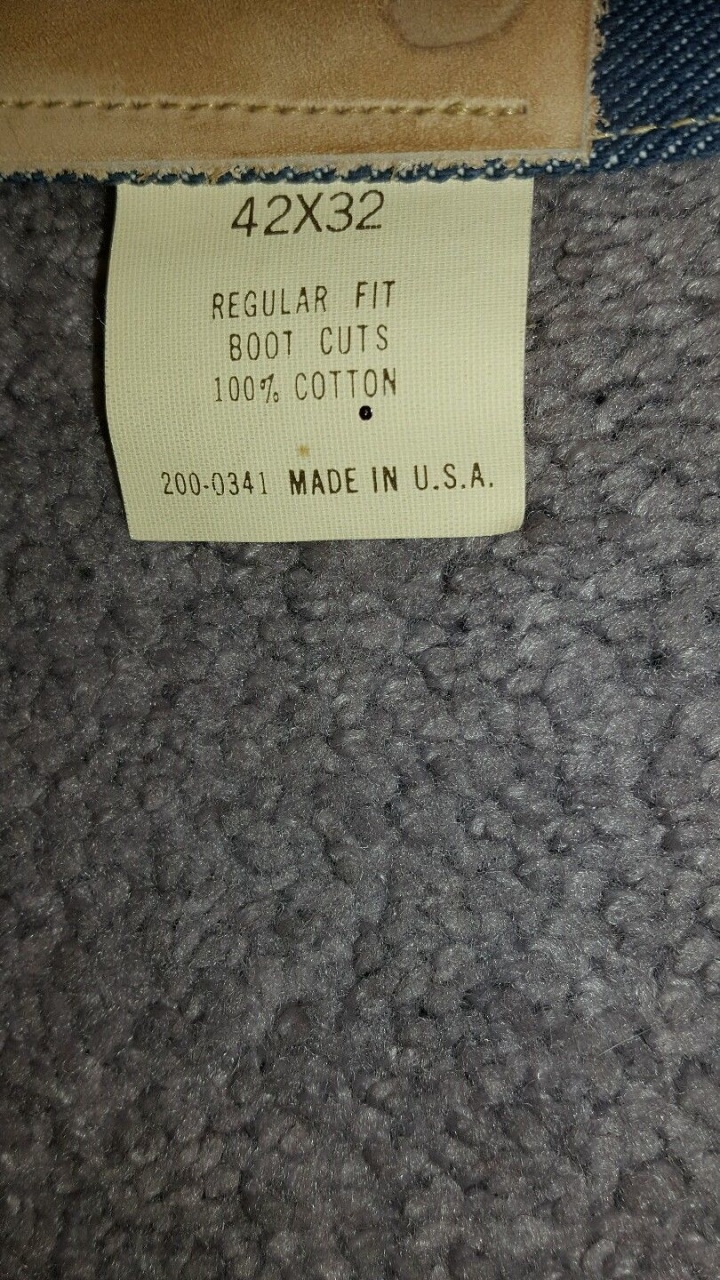 42X32
REGULAR FIT
BOOT CUTS
100% COTTON
200-0341 MADE IN U.S.A.